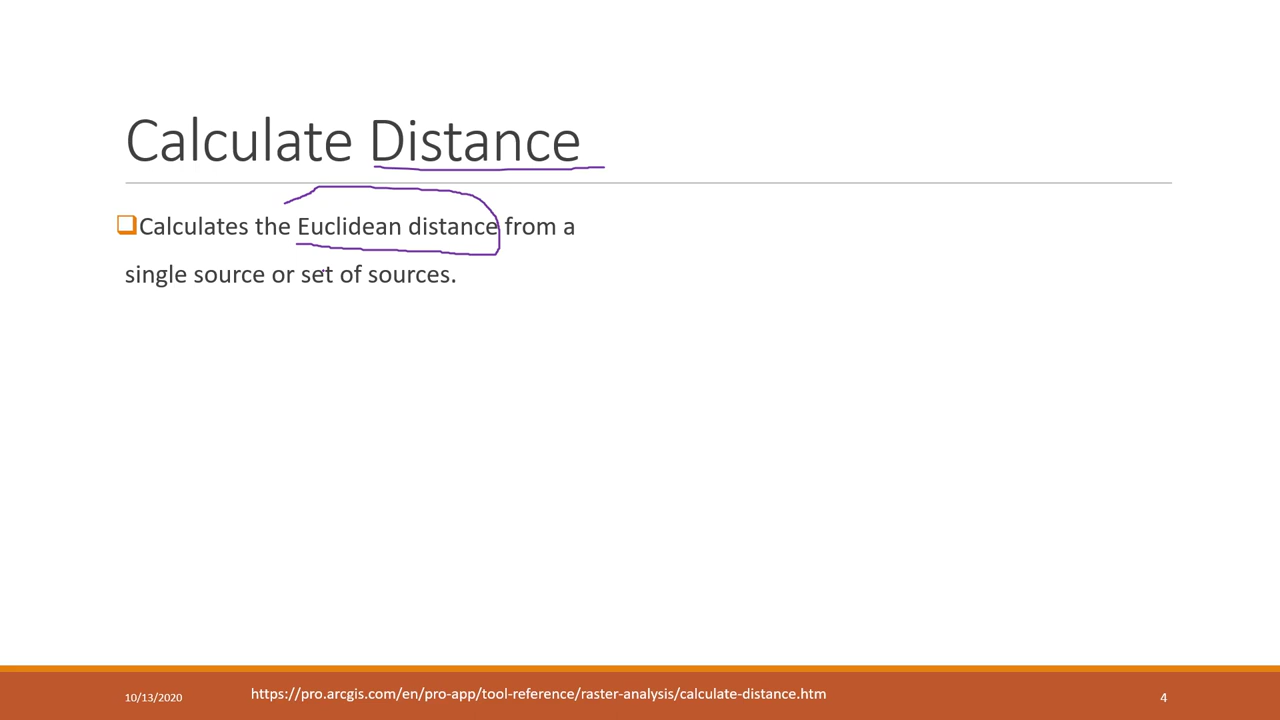 Calculate Distance
Calculates the Euclidean distance from a
single source or set of sources.
10/13/2020
https://pro.arcgis.com/en/pro-app/tool-reference/raster-analysis/calculate-distance.htm
4